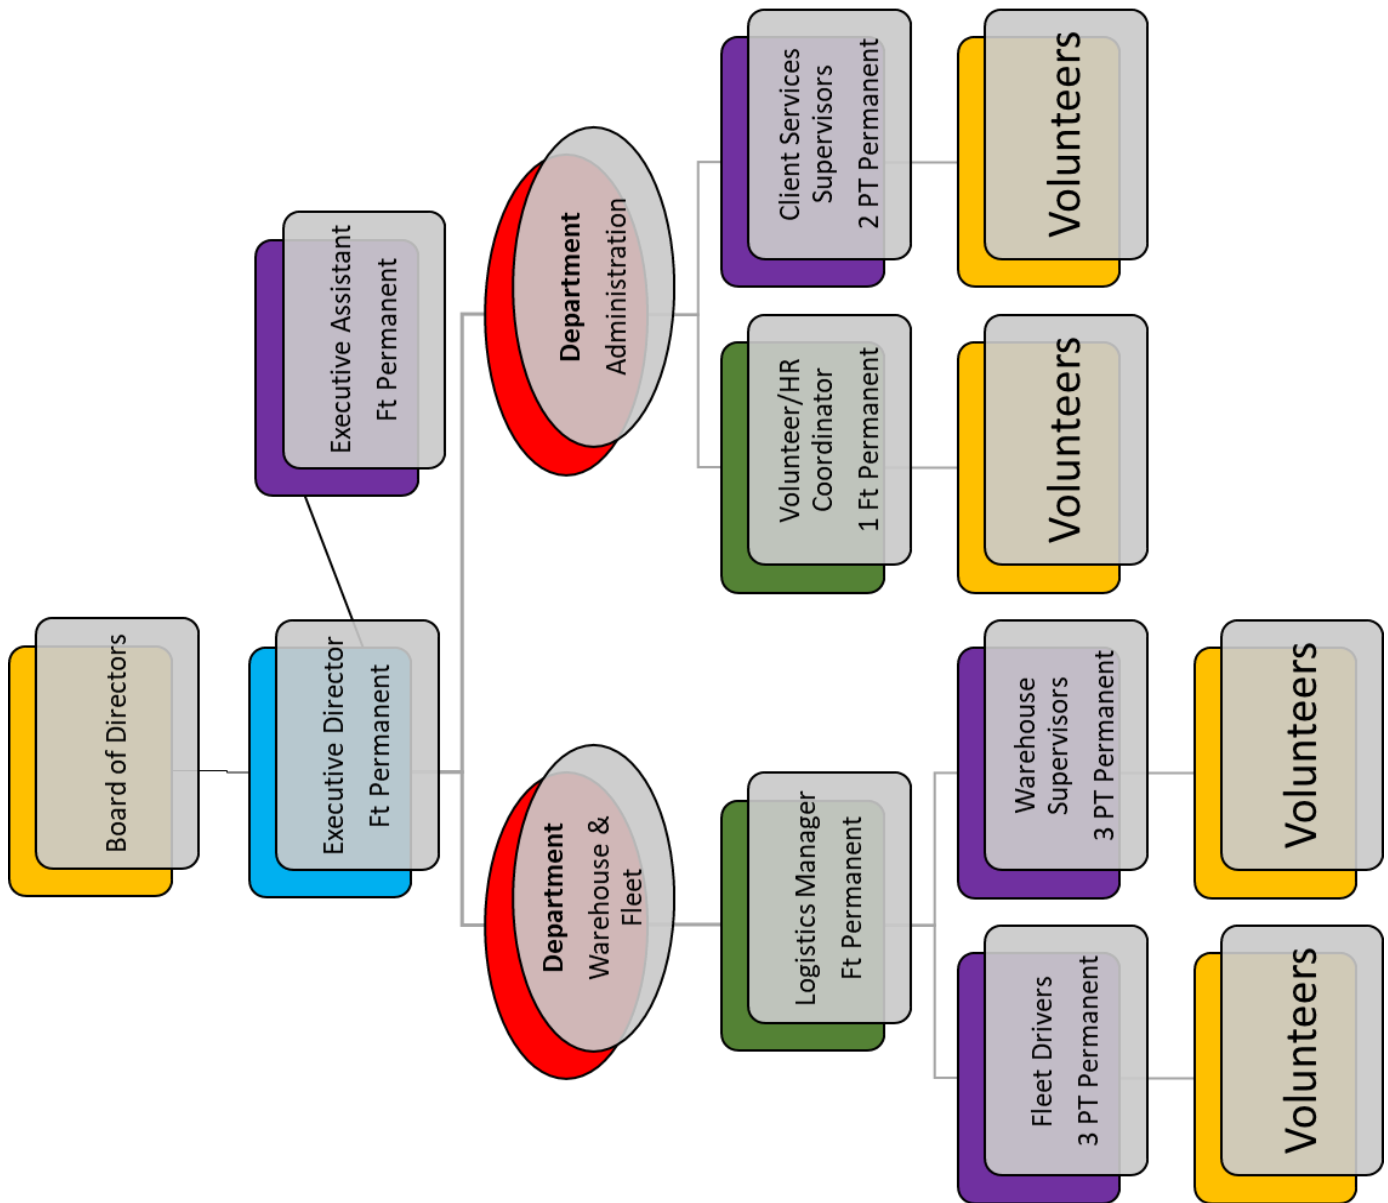 Board of Directors
Executive Director
Ft Permanent
Executive Assistant
Ft Permanent
Department
Warehouse &
Fleet
Department
Administration
Logistics Manager
Ft Permanent
Volunteer/HR
Coordinator
1 Ft Permanent
Client Services
Supervisors
2 PT Permanent
Fleet Drivers
3 PT Permanent
Warehouse
Supervisors
3 PT Permanent
Volunteers
Volunteers
Volunteers
Volunteers